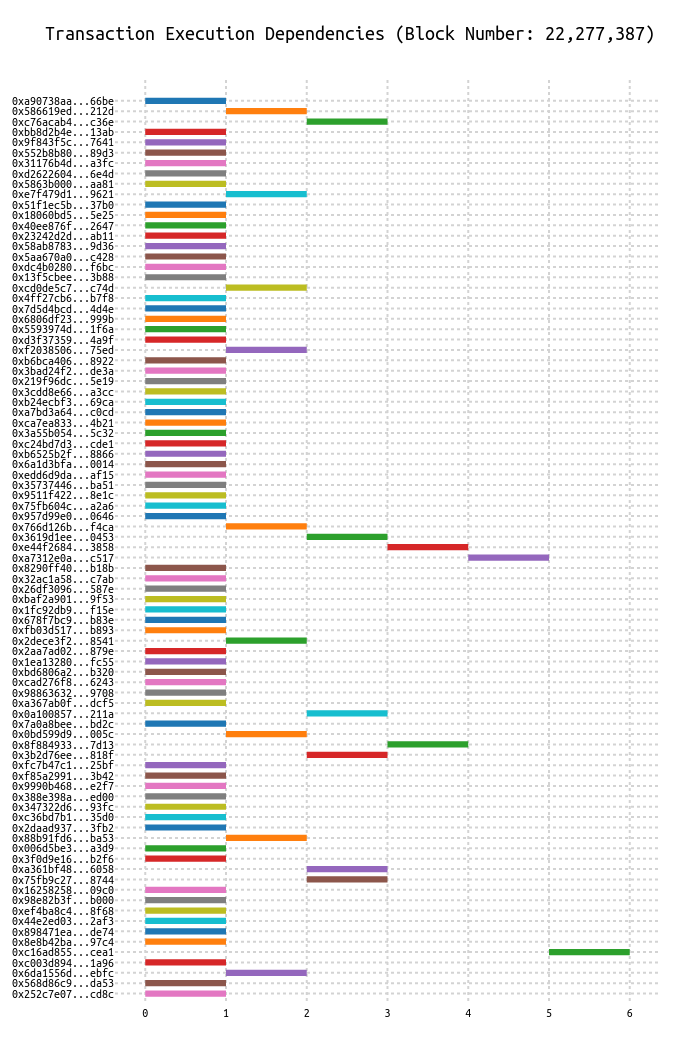 Transaction Execution Dependencies (Block Number: 22,277,387)
0xa90738aa...66be
0x586619ed...212d
0xc76acab4...c36e
0xbb8d2b4e...13ab
0x9f843f5c...7641
0x552b8b80...89d3
0x31176b4d...a3fc
0xd2622604...6e4d
0x5863b000...aa81
0xe7f479d1...9621
0x51f1ec5b...37b0
0x18060bd5...5e25
0x40ee876f...2647
0x23242d2d...ab11
0x58ab8783...9d36
0x5aa670a0...c428
0xdc4b0280...f6bc
0x13f5cbee...3b88
0xcd0de5c7...c74d
0x4ff27cb6...b7f8
0x7d5d4bcd...4d4e
0x6806df23...999b
0x5593974d...1f6a
0xd3f37359...4a9f
0xf2038506...75ed
0xb6bca406...8922
0x3bad24f2...de3a
0x219f96dc...5e19
0x3cdd8e66...a3cc
0xb24ecbf3...69ca
0xa7bd3a64...c0cd
0xca7ea833...4b21
0x3a55b054...5c32
0xc24bd7d3...cde1
0xb6525b2f...8866
0x6a1d3bfa...0014
0xedd6d9da...af15
0x35737446...ba51
0x9511f422...8e1c
0x75fb604c...a2a6
0x957d99e0...0646
0x766d126b...f4ca
0x3619d1ee...0453
0xe44f2684...3858
0xa7312e0a...c517
0x8290ff40...b18b
0x32ac1a58...c7ab
0x26df3096...587e
0xbaf2a901...9f53
0x1fc92db9...f15e
0x678f7bc9...b83e
0xfb03d517...b893
0x2dece3f2...8541
0x2aa7ad02...879e
0x1ea13280...fc55
0xbd6806a2...b320
0xcad276f8...6243
0x98863632...9708
0xa367ab0f...dcf5
0x0a100857...211a
0x7a0a8bee...bd2c
0x0bd599d9...005c
0x8f884933...7d13
0x3b2d76ee...818f
0xfc7b47c1...25bf
0xf85a2991...3b42
0x9990b468...e2f7
0x388e398a...ed00
0x347322d6...93fc
0xc36bd7b1...35d0
0x2daad937...3fb2
0x88b91fd6...ba53
0x006d5be3...a3d9
0x3f0d9e16...b2f6
0xa361bf48...6058
0x75fb9c27...8744
0x16258258...09c0
0x98e82b3f...b000
0xef4ba8c4...8f68
0x44e2ed03...2af3
0x898471ea...de74
0x8e8b42ba...97c4
0xc16ad855...cea1
0xc003d894...1a96
0x6da1556d...ebfc
0x568d86c9...da53
0x252c7e07...cd8c
0 1 2 3 4 5 6